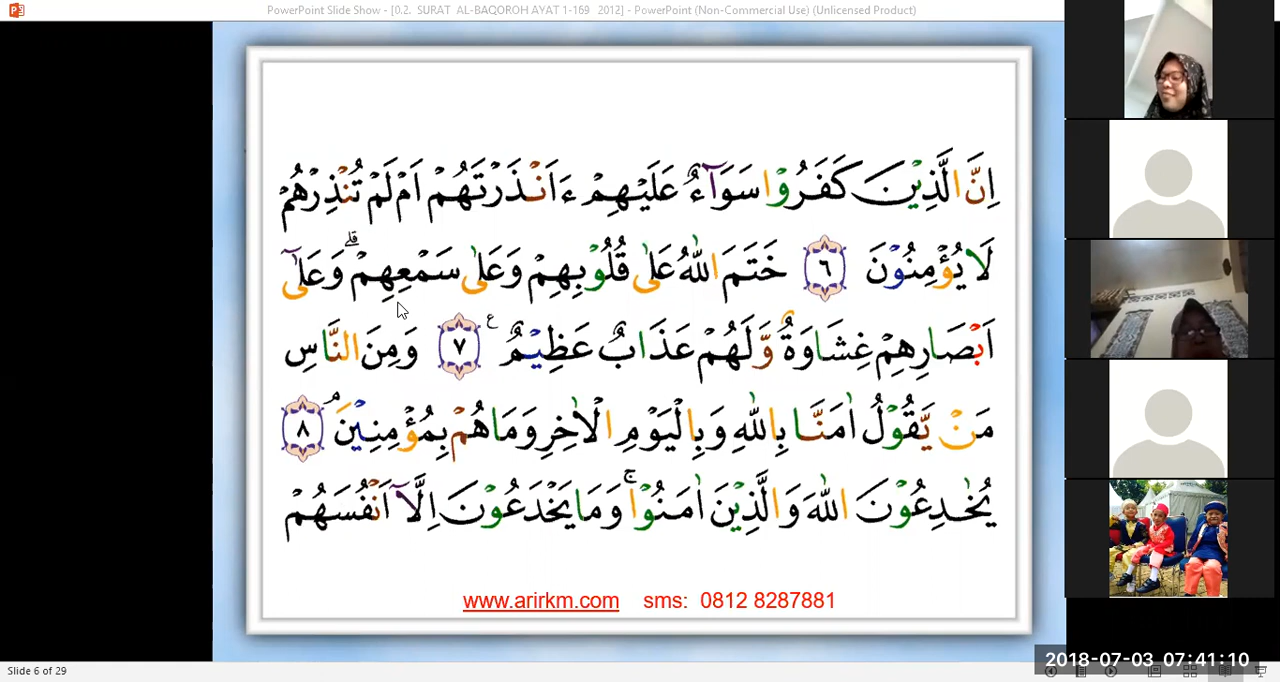 PowerPoint Slide Show - [0.2. SURAT AL-BAQOROH AYAT 1-169 2012] - PowerPoint (Non-Commercial Use) (Unlicensed Product)
اِنَّ الَّذِيْنَ كَفَرُوْا سَوَآءٌ عَلَيْهِمْ ءَاَنْذَرْتَهُمْ اَمْ لَمْ تُنْذِرْهُمْ
لَا يُؤْمِنُوْنَ ٦ خَتَمَ اللّٰهُ عَلٰى قُلُوْبِهِمْ وَعَلٰى سَمْعِهِمْ ۗ وَعَلٰٓى
اَبْصَارِهِمْ غِشَاوَةٌ وَّلَهُمْ عَذَابٌ عَظِيْمٌ ع ٧ وَمِنَ النَّاسِ
مَنْ يَّقُوْلُ اٰمَنَّا بِاللّٰهِ وَبِالْيَوْمِ الْاٰخِرِ وَمَا هُمْ بِمُؤْمِنِيْنَۘ ٨
يُخٰدِعُوْنَ اللّٰهَ وَالَّذِيْنَ اٰمَنُوْا ۚ وَمَا يَخْدَعُوْنَ اِلَّآ اَنْفُسَهُمْ
www.arirkm.com sms: 0812 8287881
Slide 6 of 29
2018-07-03 07:41:10